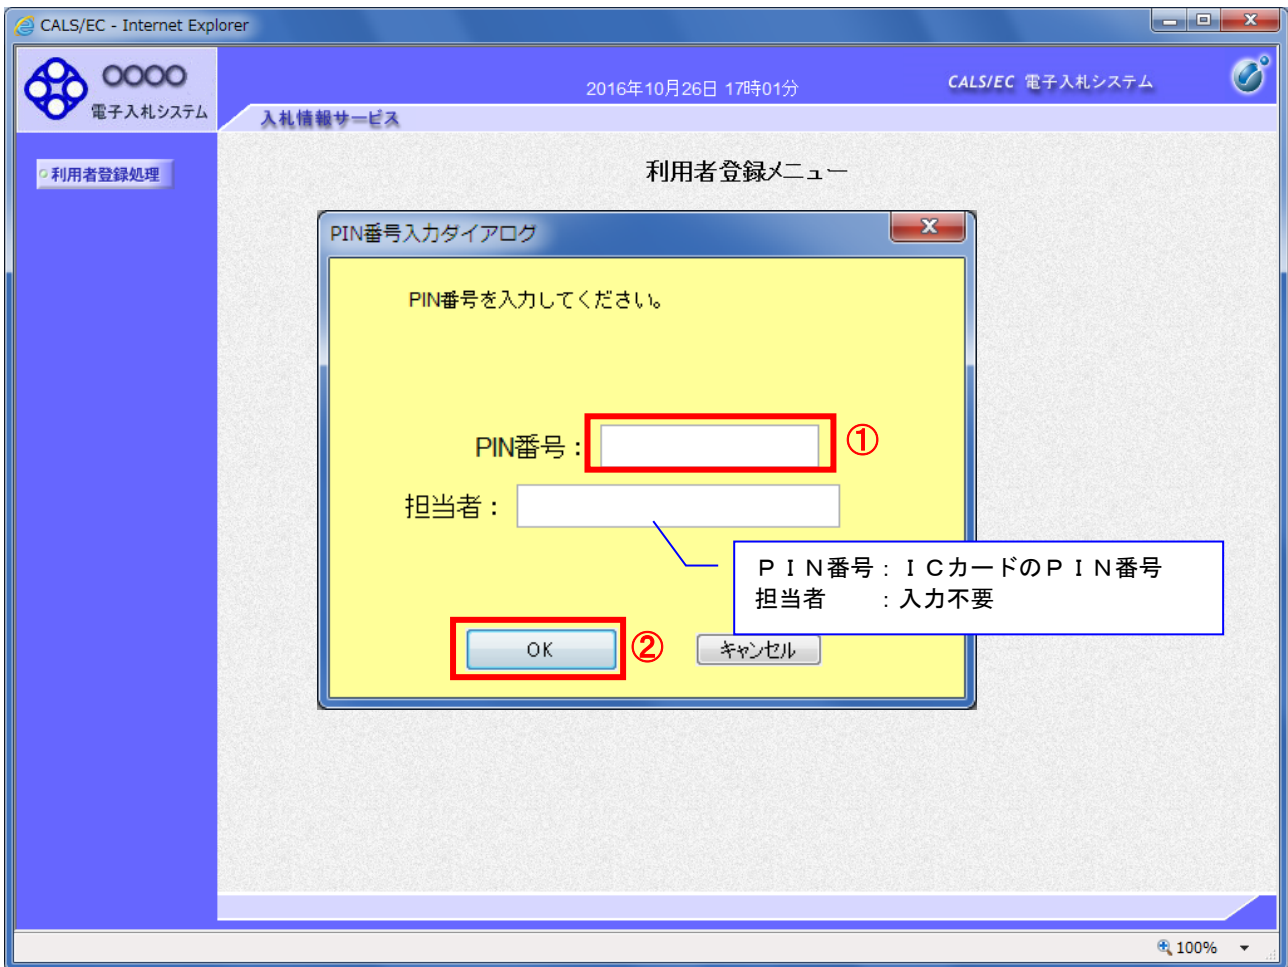 CALS/EC - Internet Explorer
○○○○
電子入札システム
2016年10月26日 17時01分
CALS/EC 電子入札システム
入札情報サービス
利用者登録処理
利用者登録メニュー
PIN番号入力ダイアログ
PIN番号を入力してください。
PIN番号：
①
担当者：
ＰＩＮ番号：ＩＣカードのＰＩＮ番号
担当者　　：入力不要
OK
②
キャンセル
100%